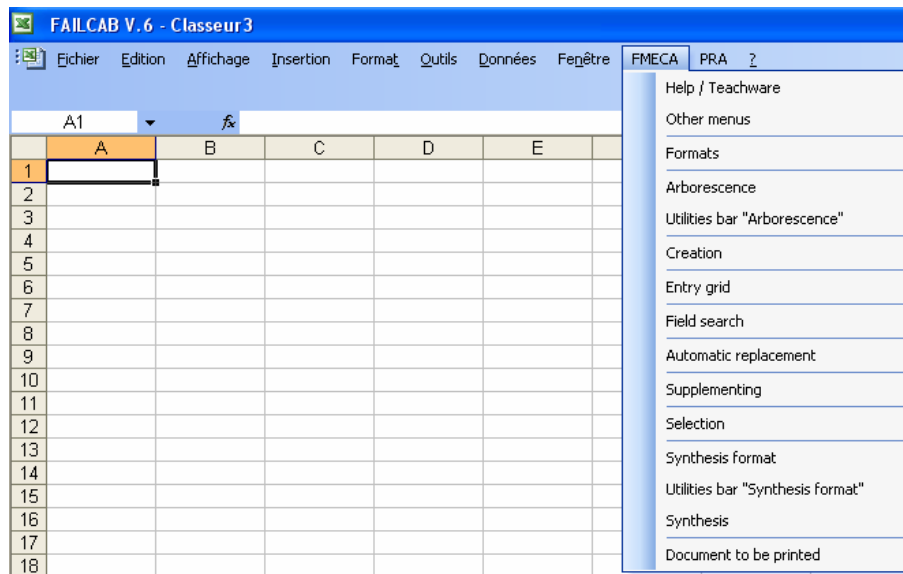 FAILCAB V.6 - Classeur3
Fichier Edition Affichage Insertion Format Outils Données Fenêtre FMECA PRA ?
Help / Teachware
Other menus
Formats
Arborescence
Utilities bar "Arborescence"
Creation
Entry grid
Field search
Automatic replacement
Supplementing
Selection
Synthesis format
Utilities bar "Synthesis format"
Synthesis
Document to be printed
A1 fx
A B C D E
1
2
3
4
5
6
7
8
9
10
11
12
13
14
15
16
17
18